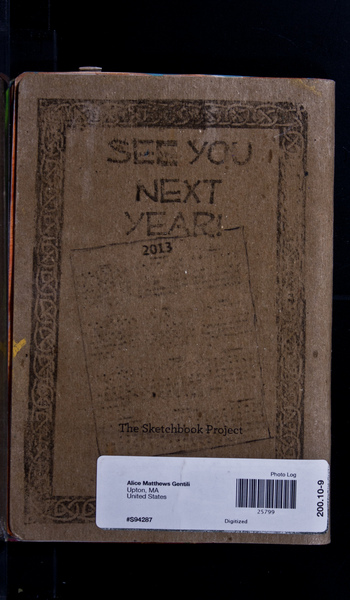 SEE YOU
NEXT
YEAR!
2013
The Sketchbook Project
Photo Log
Alice Matthews Gentili
Upton, MA
United States
25799
#S94287
Digitized
200.10-9